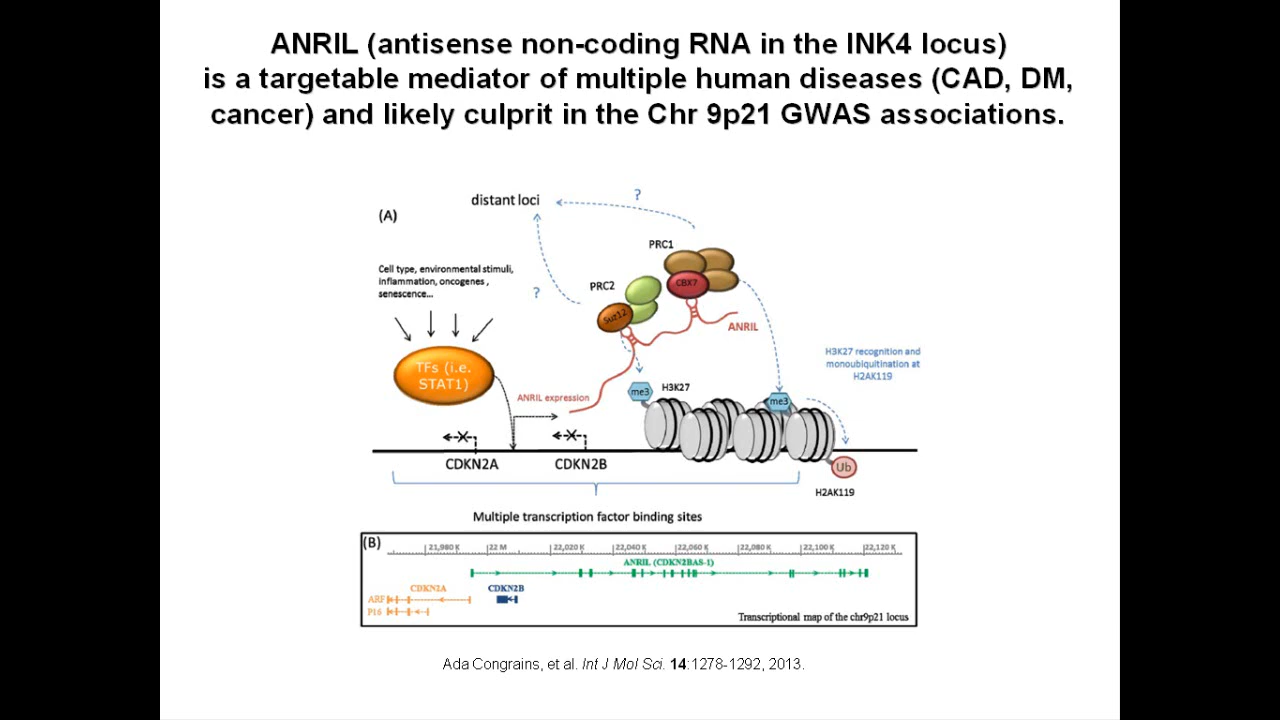 ANRIL (antisense non-coding RNA in the INK4 locus)
is a targetable mediator of multiple human diseases (CAD, DM,
cancer) and likely culprit in the Chr 9p21 GWAS associations.
(A)
distant loci
?
PRC1
CBX7
Cell type, environmental stimuli,
inflammation, oncogenes ,
senescence...
?
PRC2
Suz12
ANRIL
TFs (i.e.
STAT1)
ANRIL expression
me3
H3K27
H3K27 recognition and
monoubiquitination at
H2AK119
me3
CDKN2A
CDKN2B
Ub
H2AK119
Multiple transcription factor binding sites
(B)
21,980 K
22 M
22,020 K
22,040 K
22,060 K
22,080 K
22,100 K
22,120 K
ANRIL (CDKN2BAS-1)
CDKN2A
CDKN2B
ARF
P16
Transcriptional map of the chr9p21 locus
Ada Congrains, et al. Int J Mol Sci. 14:1278-1292, 2013.